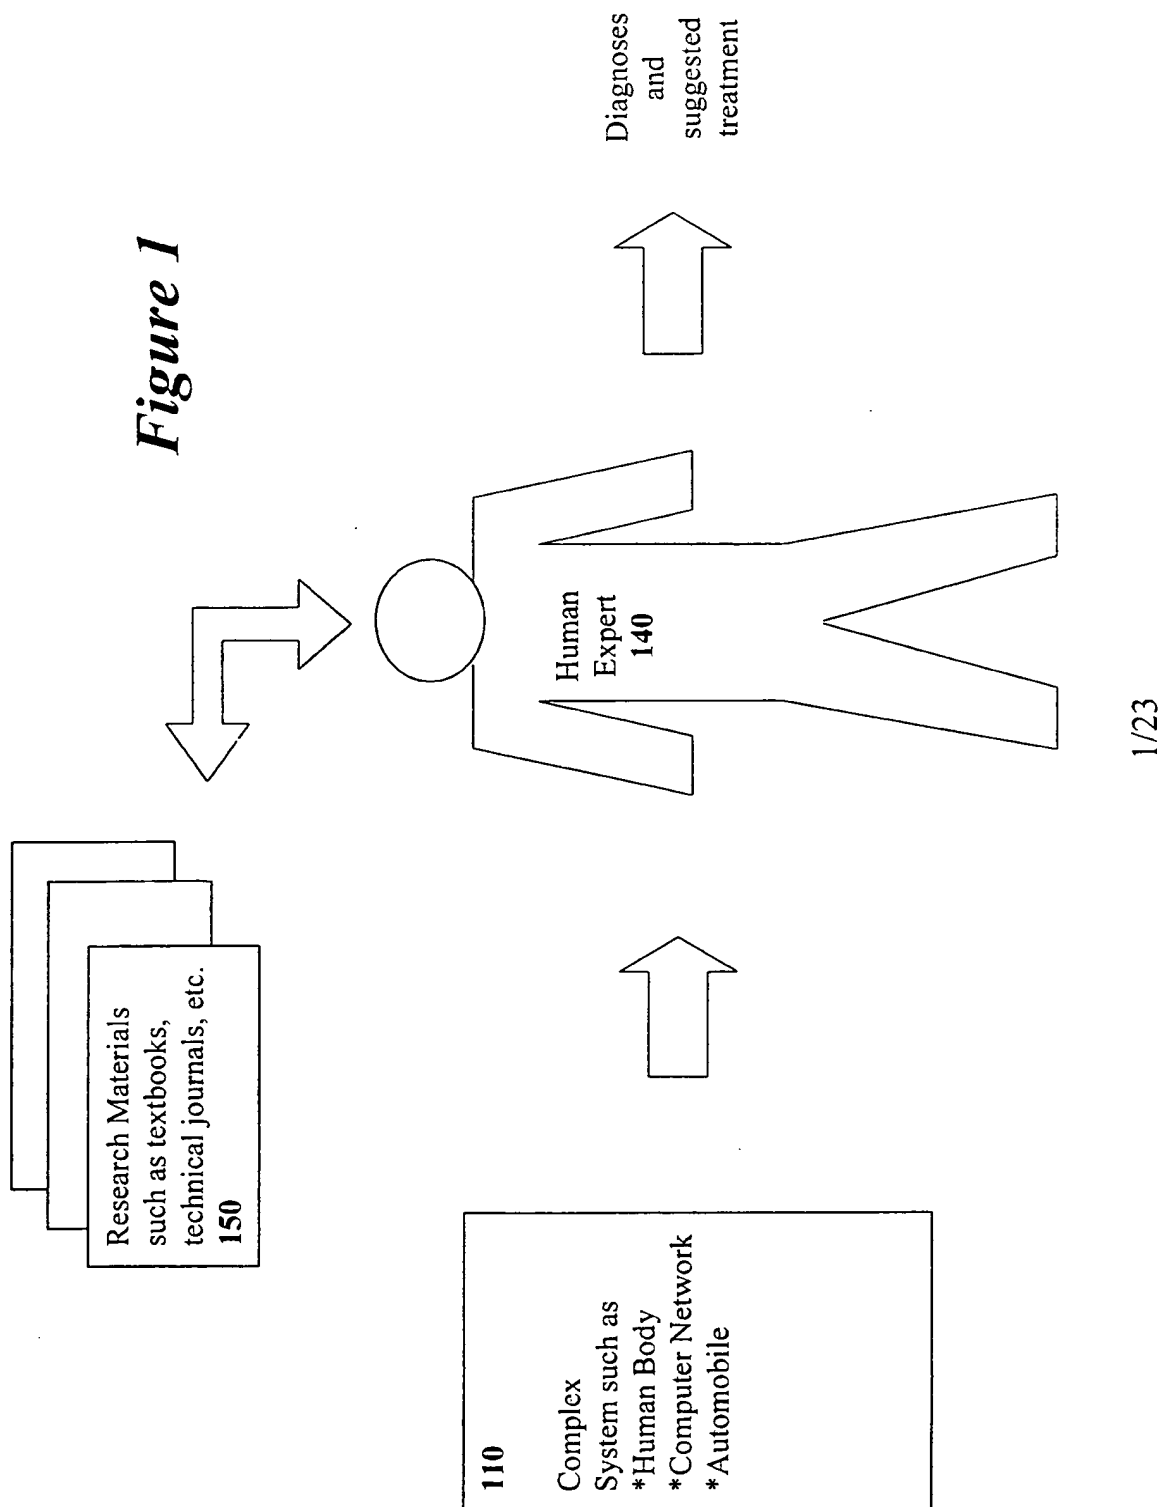 Figure 1
Research Materials
such as textbooks,
technical journals, etc.
150
110
Complex
System such as
*Human Body
*Computer Network
*Automobile
Human
Expert
140
Diagnoses
and
suggested
treatment
1/23